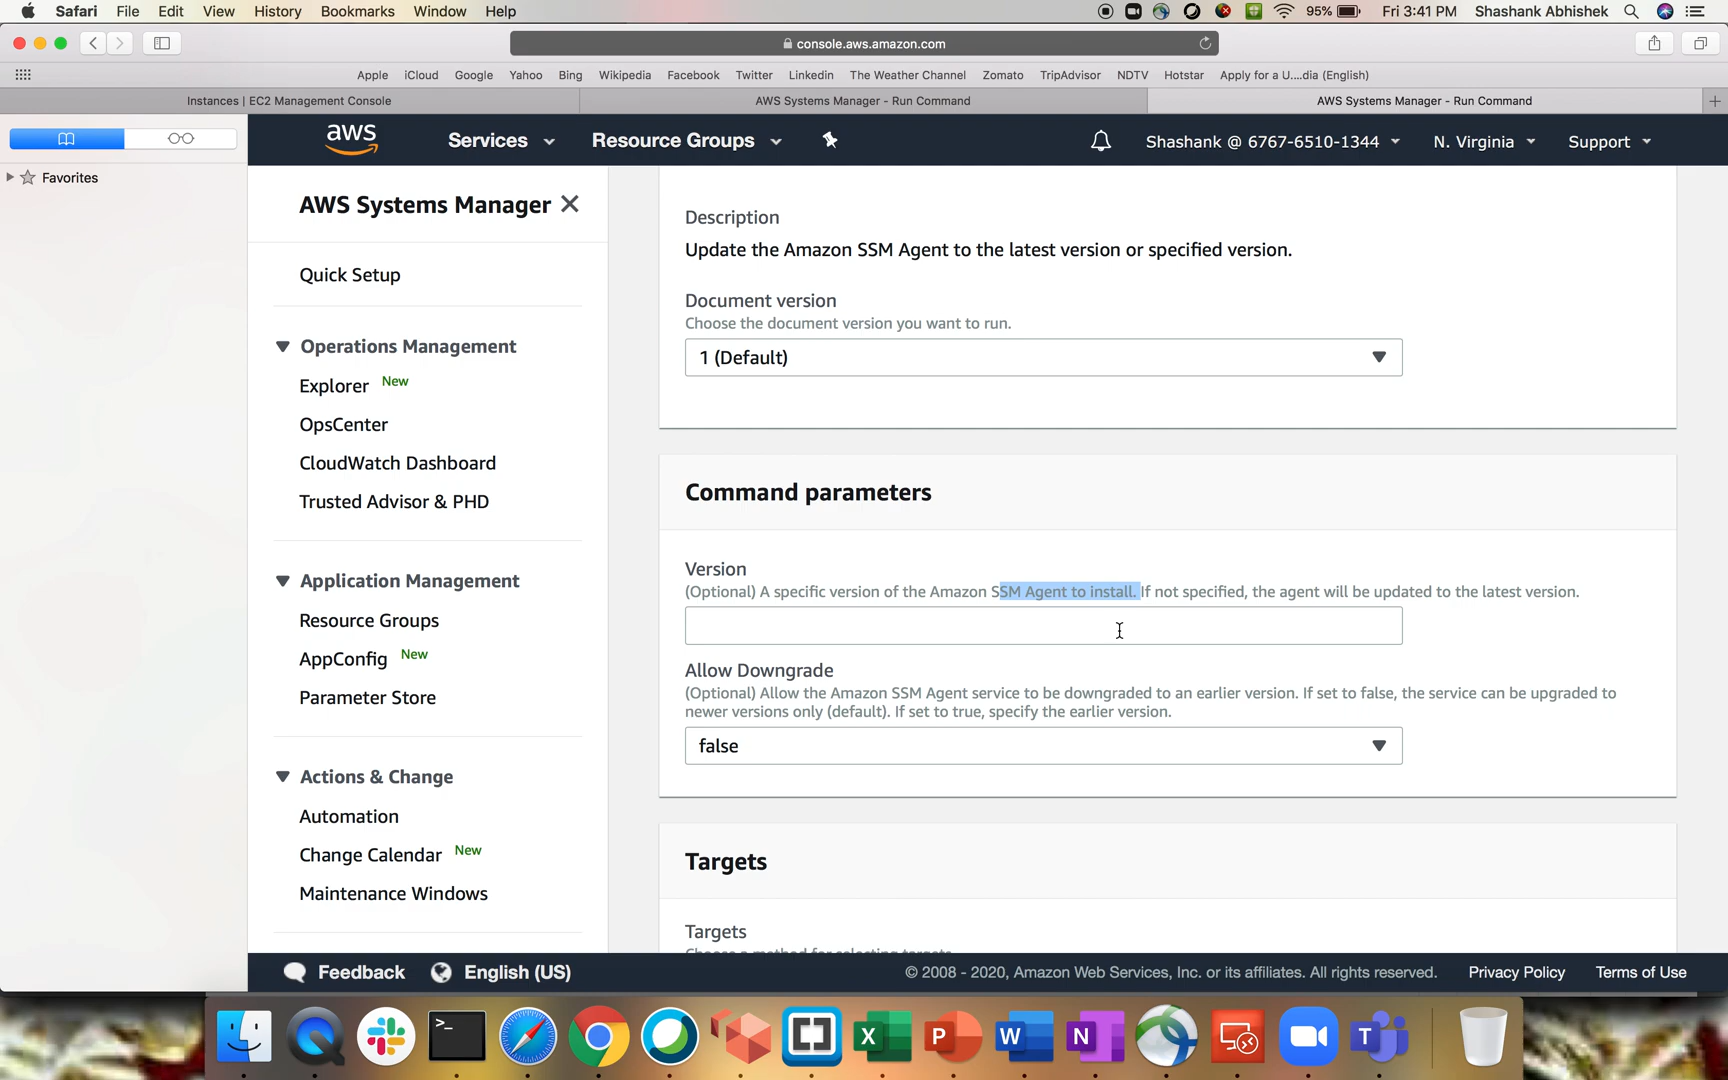 Safari File Edit View History Bookmarks Window Help 95% Fri 3:41 PM Shashank Abhishek
console.aws.amazon.com
Apple iCloud Google Yahoo Bing Wikipedia Facebook Twitter Linkedin The Weather Channel Zomato TripAdvisor NDTV Hotstar Apply for a U....dia (English)
Instances | EC2 Management Console AWS Systems Manager - Run Command AWS Systems Manager - Run Command
Favorites
aws Services Resource Groups Shashank @ 6767-6510-1344 N. Virginia Support
AWS Systems Manager
Quick Setup
Operations Management
Explorer New
OpsCenter
CloudWatch Dashboard
Trusted Advisor & PHD
Application Management
Resource Groups
AppConfig New
Parameter Store
Actions & Change
Automation
Change Calendar New
Maintenance Windows
Description
Update the Amazon SSM Agent to the latest version or specified version.
Document version
Choose the document version you want to run.
1 (Default)
Command parameters
Version
(Optional) A specific version of the Amazon SSM Agent to install. If not specified, the agent will be updated to the latest version.
Allow Downgrade
(Optional) Allow the Amazon SSM Agent service to be downgraded to an earlier version. If set to false, the service can be upgraded to
newer versions only (default). If set to true, specify the earlier version.
false
Targets
Targets
Choose a method for selecting targets.
Feedback English (US) © 2008 - 2020, Amazon Web Services, Inc. or its affiliates. All rights reserved. Privacy Policy Terms of Use
>_ X P W N T